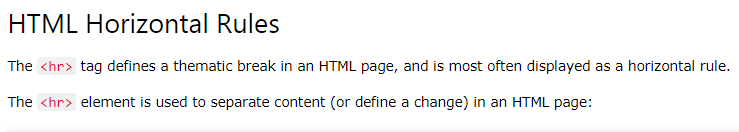 HTML Horizontal Rules
The <hr> tag defines a thematic break in an HTML page, and is most often displayed as a horizontal rule.
The <hr> element is used to separate content (or define a change) in an HTML page: